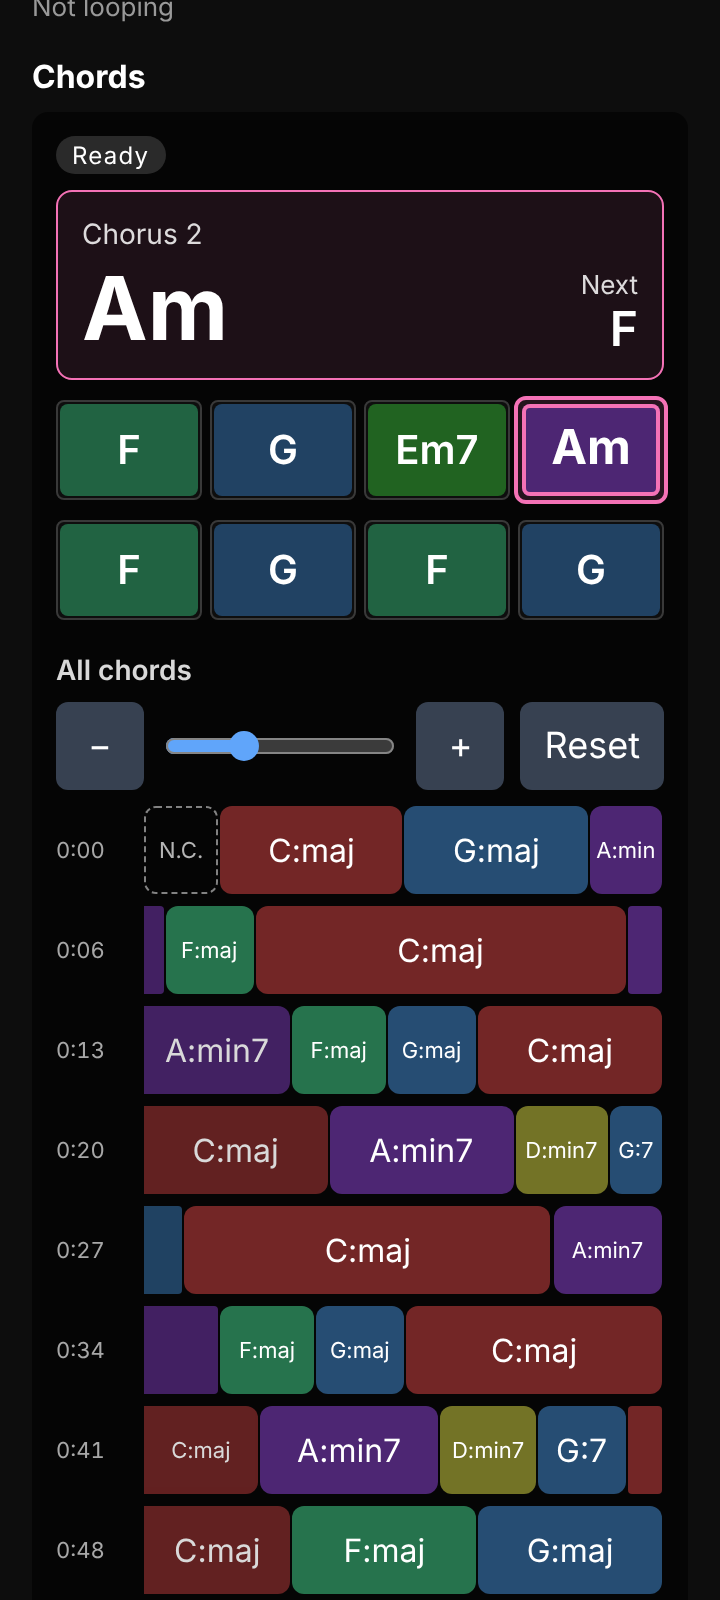 Not looping
Chords
Ready
Chorus 2
Am
Next
F
F G Em7 Am
F G F G
All chords
− + Reset
0:00 N.C. C:maj G:maj A:min
0:06 F:maj C:maj
0:13 A:min7 F:maj G:maj C:maj
0:20 C:maj A:min7 D:min7 G:7
0:27 C:maj A:min7
0:34 F:maj G:maj C:maj
0:41 C:maj A:min7 D:min7 G:7
0:48 C:maj F:maj G:maj